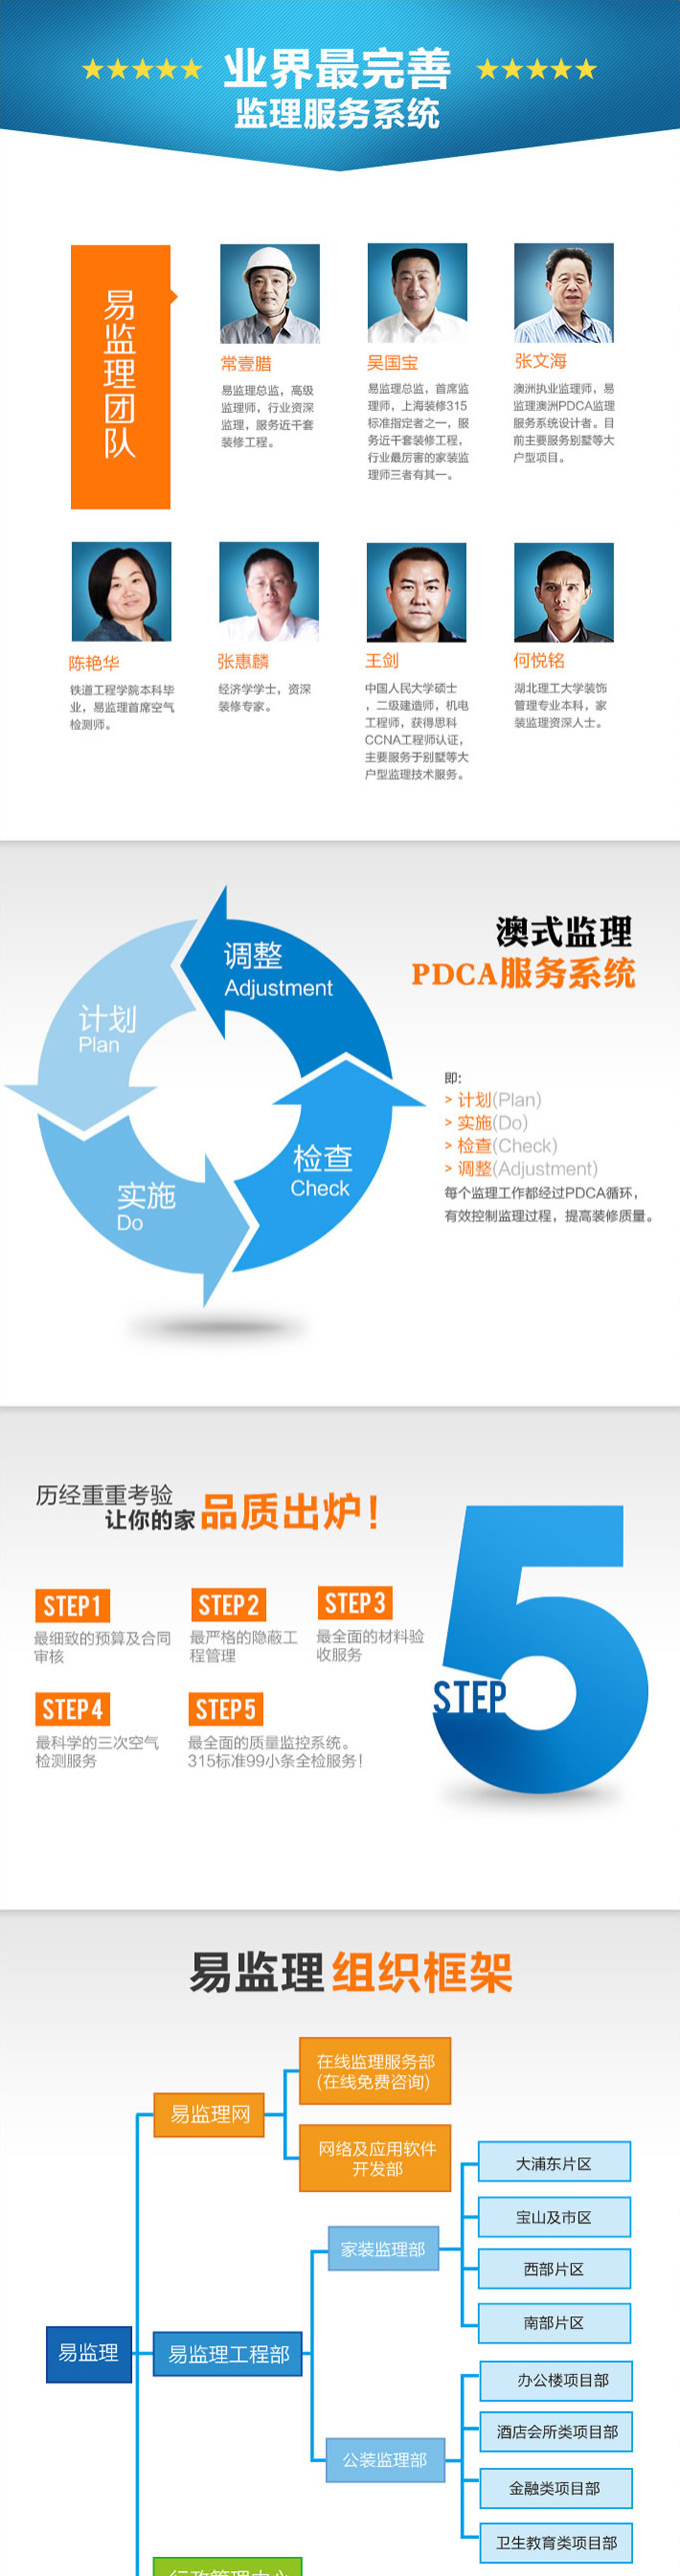 业界最完善
监理服务系统
易监理团队
常壹腊
易监理总监，高级
监理师，行业资深
监理，服务近千套
装修工程。
吴国宝
易监理总监，首席监
理师，上海装修315
标准指定者之一，服
务近千套装修工程，
行业最厉害的家装监
理师三者有其一。
张文海
澳洲执业监理师，易
监理澳洲PDCA监理
服务系统设计者。目
前主要服务别墅等大
户型项目。
陈艳华
铁道工程学院本科毕
业，易监理首席空气
检测师。
张惠麟
经济学学士，资深
装修专家。
王剑
中国人民大学硕士
，二级建造师，机电
工程师，获得思科
CCNA工程师认证，
主要服务于别墅等大
户型监理技术服务。
何悦铭
湖北理工大学装饰
管理专业本科，家
装监理资深人士。
调整
Adjustment
计划
Plan
检查
Check
实施
Do
澳式监理
PDCA服务系统
即:
> 计划(Plan)
> 实施(Do)
> 检查(Check)
> 调整(Adjustment)
每个监理工作都经过PDCA循环，
有效控制监理过程，提高装修质量。
历经重重考验
让你的家 品质出炉！
STEP1
最细致的预算及合同
审核
STEP2
最严格的隐蔽工
程管理
STEP3
最全面的材料验
收服务
STEP4
最科学的三次空气
检测服务
STEP5
最全面的质量监控系统。
315标准99小条全检服务！
5
STEP
易监理 组织框架
在线监理服务部
(在线免费咨询)
易监理网
网络及应用软件
开发部
大浦东片区
宝山及市区
家装监理部
西部片区
南部片区
易监理
易监理工程部
办公楼项目部
酒店会所类项目部
公装监理部
金融类项目部
卫生教育类项目部
行政管理中心